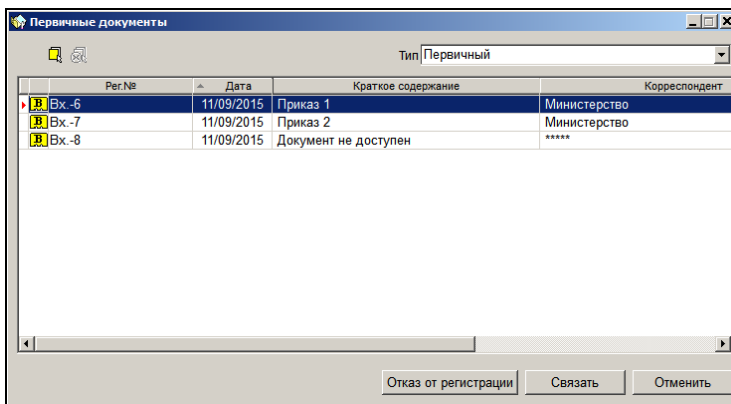 Первичные документы
Тип Первичный
Рег.№ Дата Краткое содержание Корреспондент
В Вх.-6 11/09/2015 Приказ 1 Министерство
В Вх.-7 11/09/2015 Приказ 2 Министерство
В Вх.-8 11/09/2015 Документ не доступен *****
Отказ от регистрации Связать Отменить